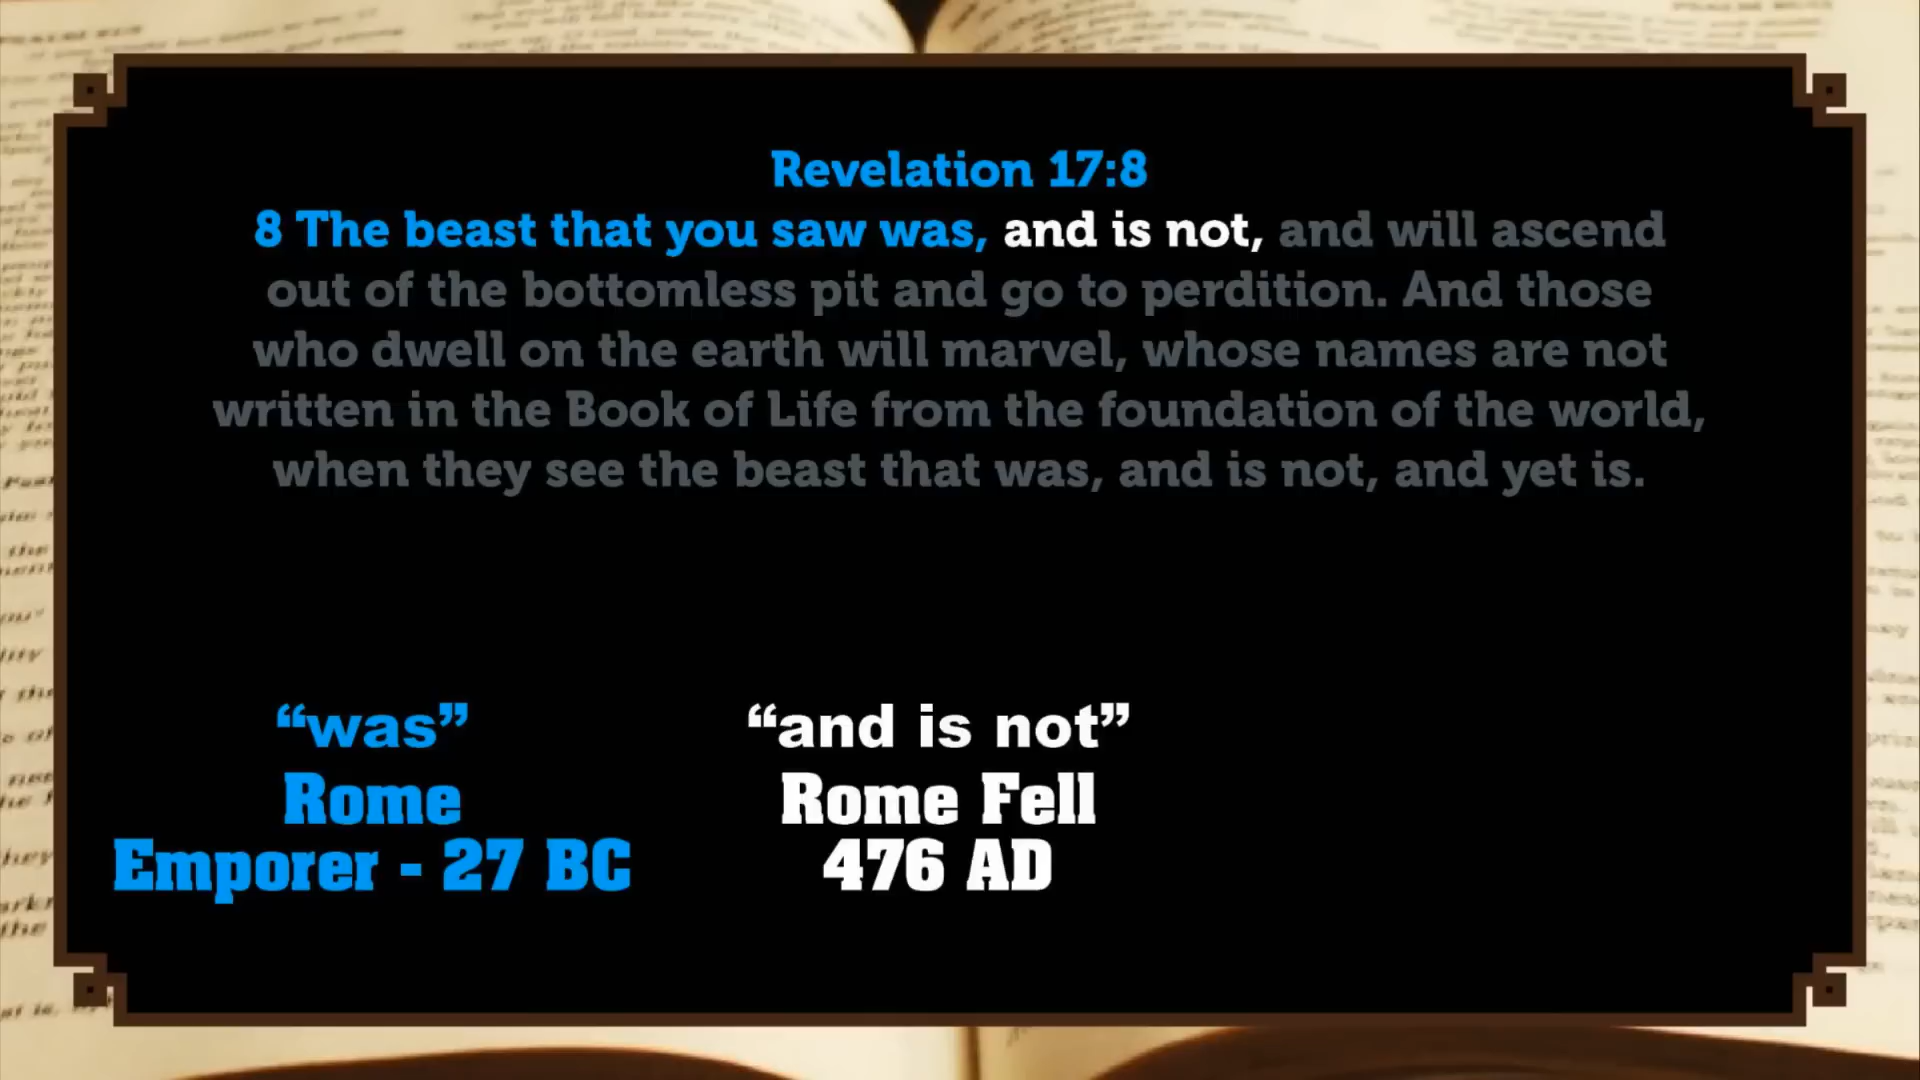 Revelation 17:8
8 The beast that you saw was, and is not, and will ascend
out of the bottomless pit and go to perdition. And those
who dwell on the earth will marvel, whose names are not
written in the Book of Life from the foundation of the world,
when they see the beast that was, and is not, and yet is.
“was”
Rome
Emporer - 27 BC
“and is not”
Rome Fell
476 AD